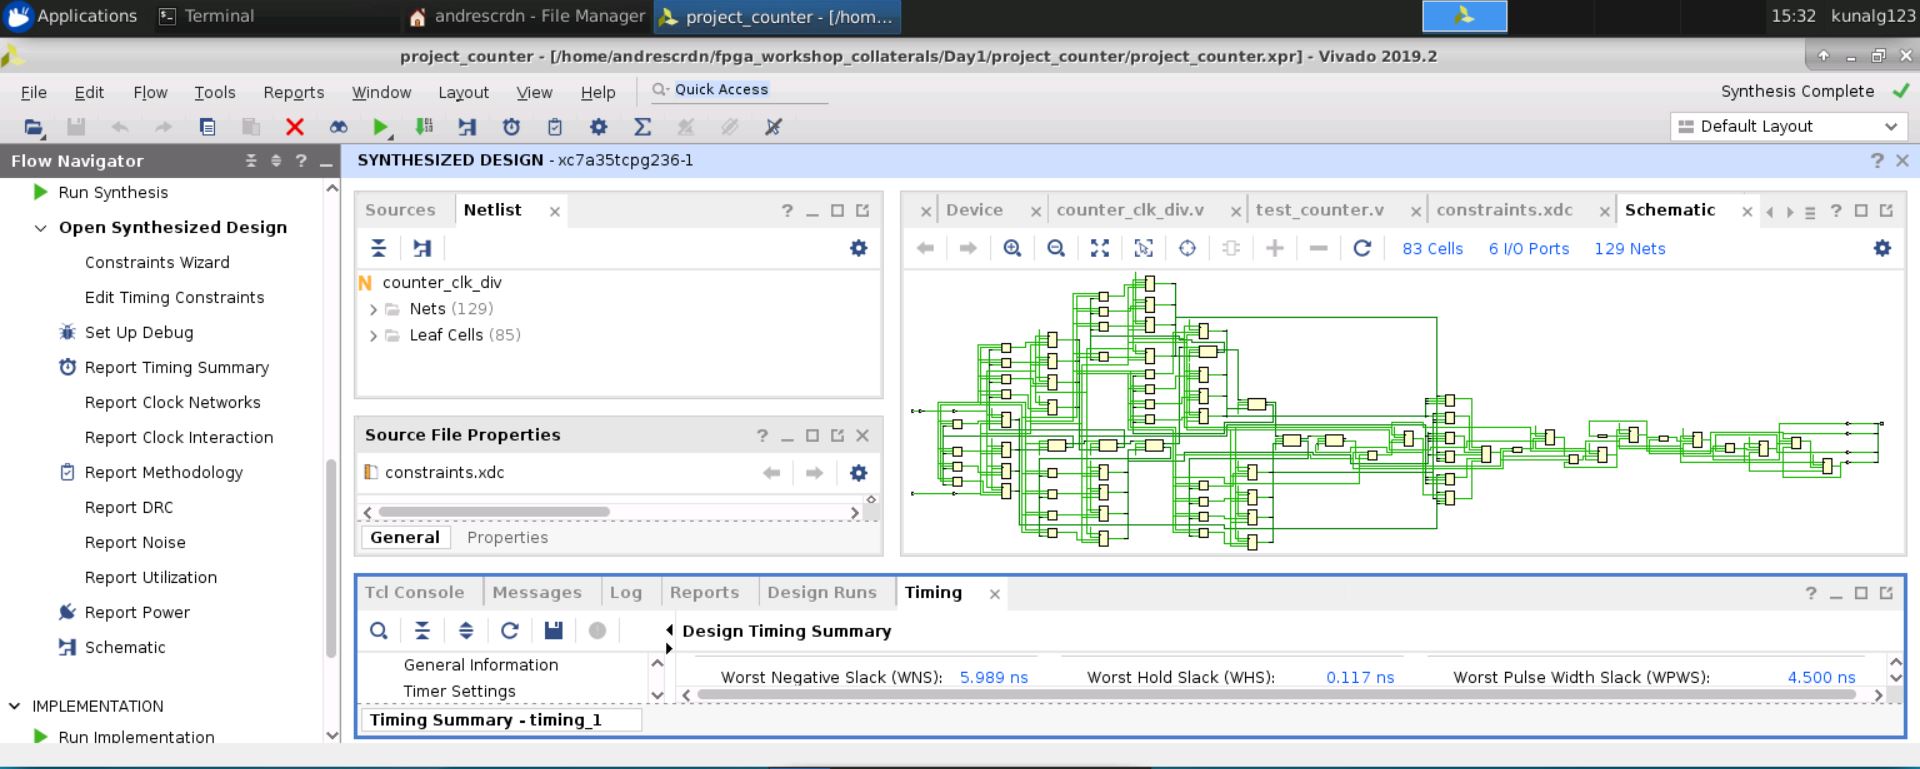 Applications
Terminal
andrescrdn - File Manager
project_counter - [/hom...
15:32
kunalg123
project_counter - [/home/andrescrdn/fpga_workshop_collaterals/Day1/project_counter/project_counter.xpr] - Vivado 2019.2
File Edit Flow Tools Reports Window Layout View Help
Quick Access
Synthesis Complete
Default Layout
Flow Navigator
SYNTHESIZED DESIGN - xc7a35tcpg236-1
Run Synthesis
Open Synthesized Design
Constraints Wizard
Edit Timing Constraints
Set Up Debug
Report Timing Summary
Report Clock Networks
Report Clock Interaction
Report Methodology
Report DRC
Report Noise
Report Utilization
Report Power
Schematic
IMPLEMENTATION
Run Implementation
Sources
Netlist
counter_clk_div
Nets (129)
Leaf Cells (85)
Source File Properties
constraints.xdc
General
Properties
Device
counter_clk_div.v
test_counter.v
constraints.xdc
Schematic
83 Cells
6 I/O Ports
129 Nets
Tcl Console
Messages
Log
Reports
Design Runs
Timing
Design Timing Summary
General Information
Timer Settings
Worst Negative Slack (WNS): 5.989 ns
Worst Hold Slack (WHS): 0.117 ns
Worst Pulse Width Slack (WPWS): 4.500 ns
Timing Summary - timing_1